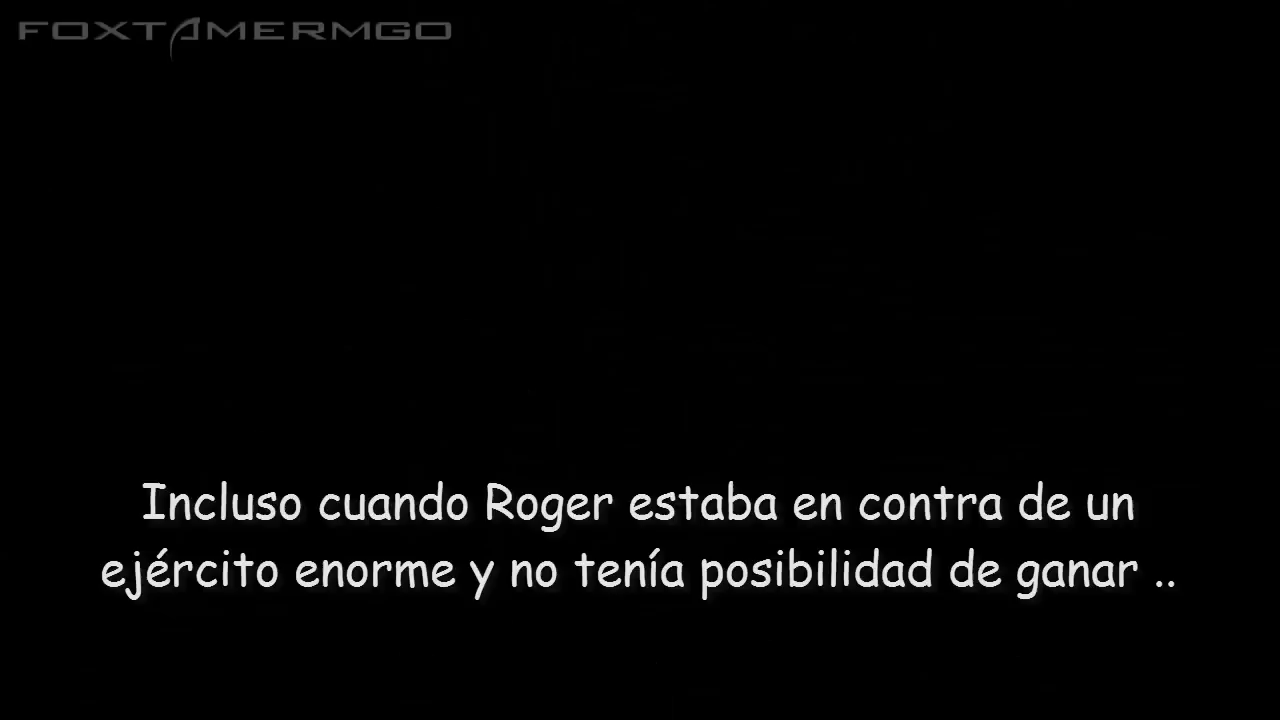 FOXTAMERMGO
Incluso cuando Roger estaba en contra de un
ejército enorme y no tenía posibilidad de ganar ..